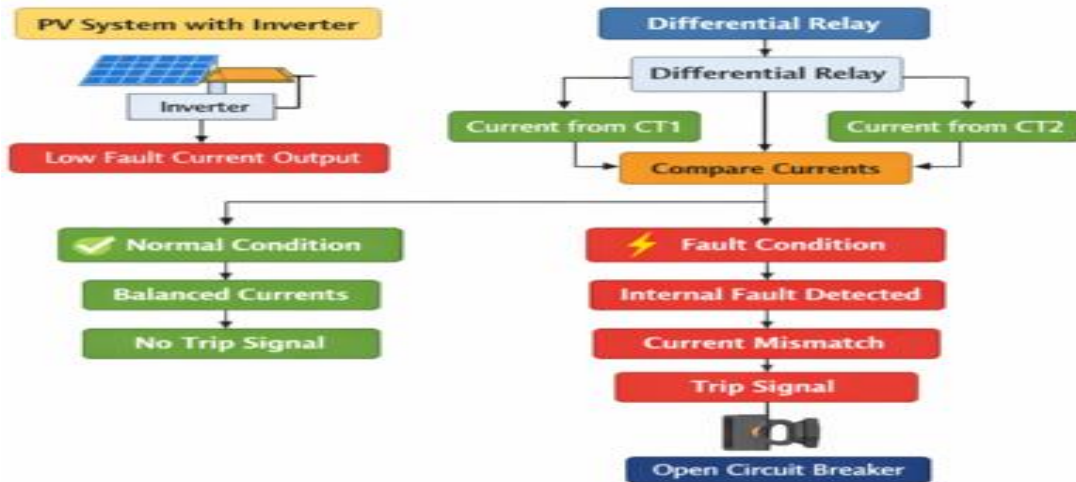 PV System with Inverter
Inverter
Low Fault Current Output
Differential Relay
Differential Relay
Current from CT1
Current from CT2
Compare Currents
Normal Condition
Balanced Currents
No Trip Signal
Fault Condition
Internal Fault Detected
Current Mismatch
Trip Signal
Open Circuit Breaker